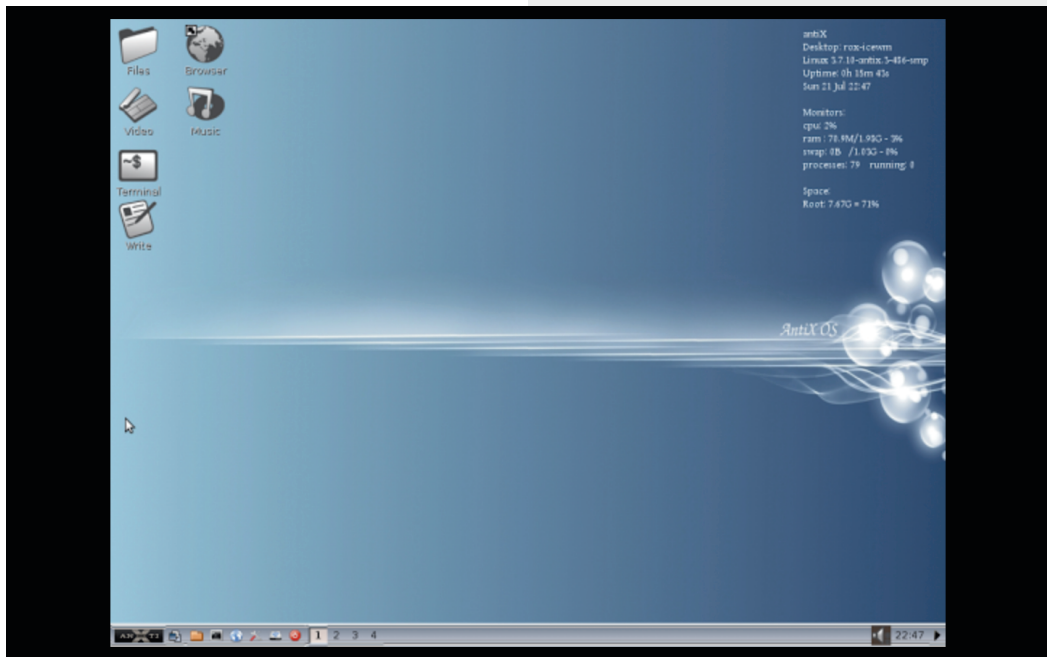 Files
Browser
Video
Music
~$
Terminal
Write
antiX
Desktop: rox-icewm
Linux 3.7.10-antix.3-486-smp
Uptime: 0h 18m 43s
Sun 21 Jul 22:47
Monitors:
cpu: 2%
ram : 70.9M/1.98G - 3%
swap: 0B /1.03G - 0%
processes: 79 running: 0
Space:
Root: 7.67G = 71%
AntiX OS
1 2 3 4
22:47